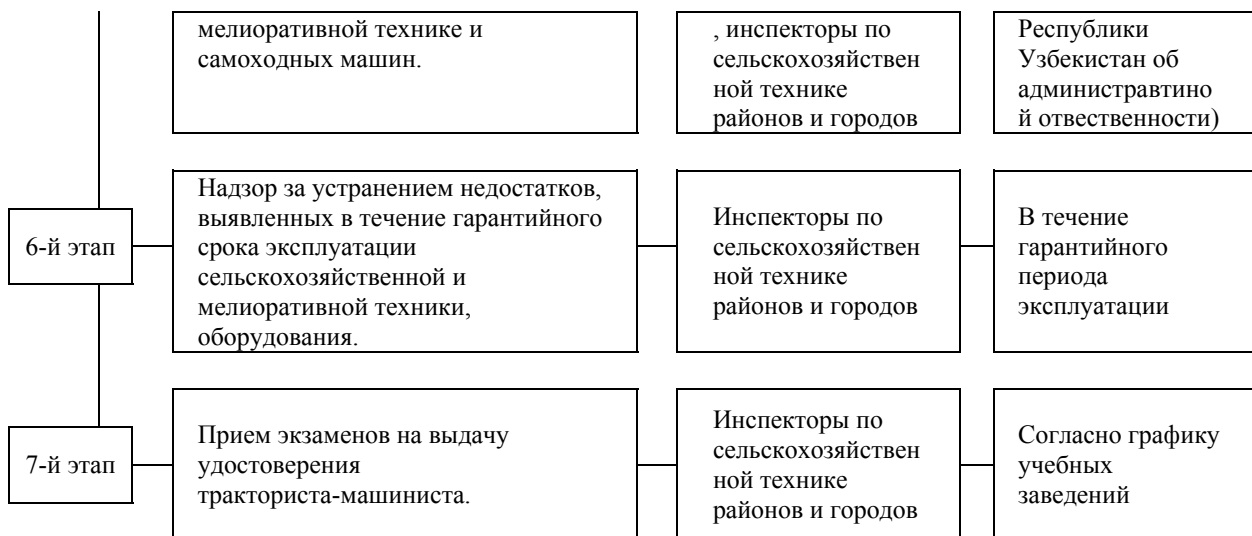 мелиоративной технике и
самоходных машин.
, инспекторы по
сельскохозяйствен
ной технике
районов и городов
Республики
Узбекистан об
административтино
й отвественности)
6-й этап
Надзор за устранением недостатков,
выявленных в течение гарантийного
срока эксплуатации
сельскохозяйственной и
мелиоративной техники,
оборудования.
Инспекторы по
сельскохозяйствен
ной технике
районов и городов
В течение
гарантийного
периода
эксплуатации
7-й этап
Прием экзаменов на выдачу
удостоверения
тракториста-машиниста.
Инспекторы по
сельскохозяйствен
ной технике
районов и городов
Согласно графику
учебных
заведений